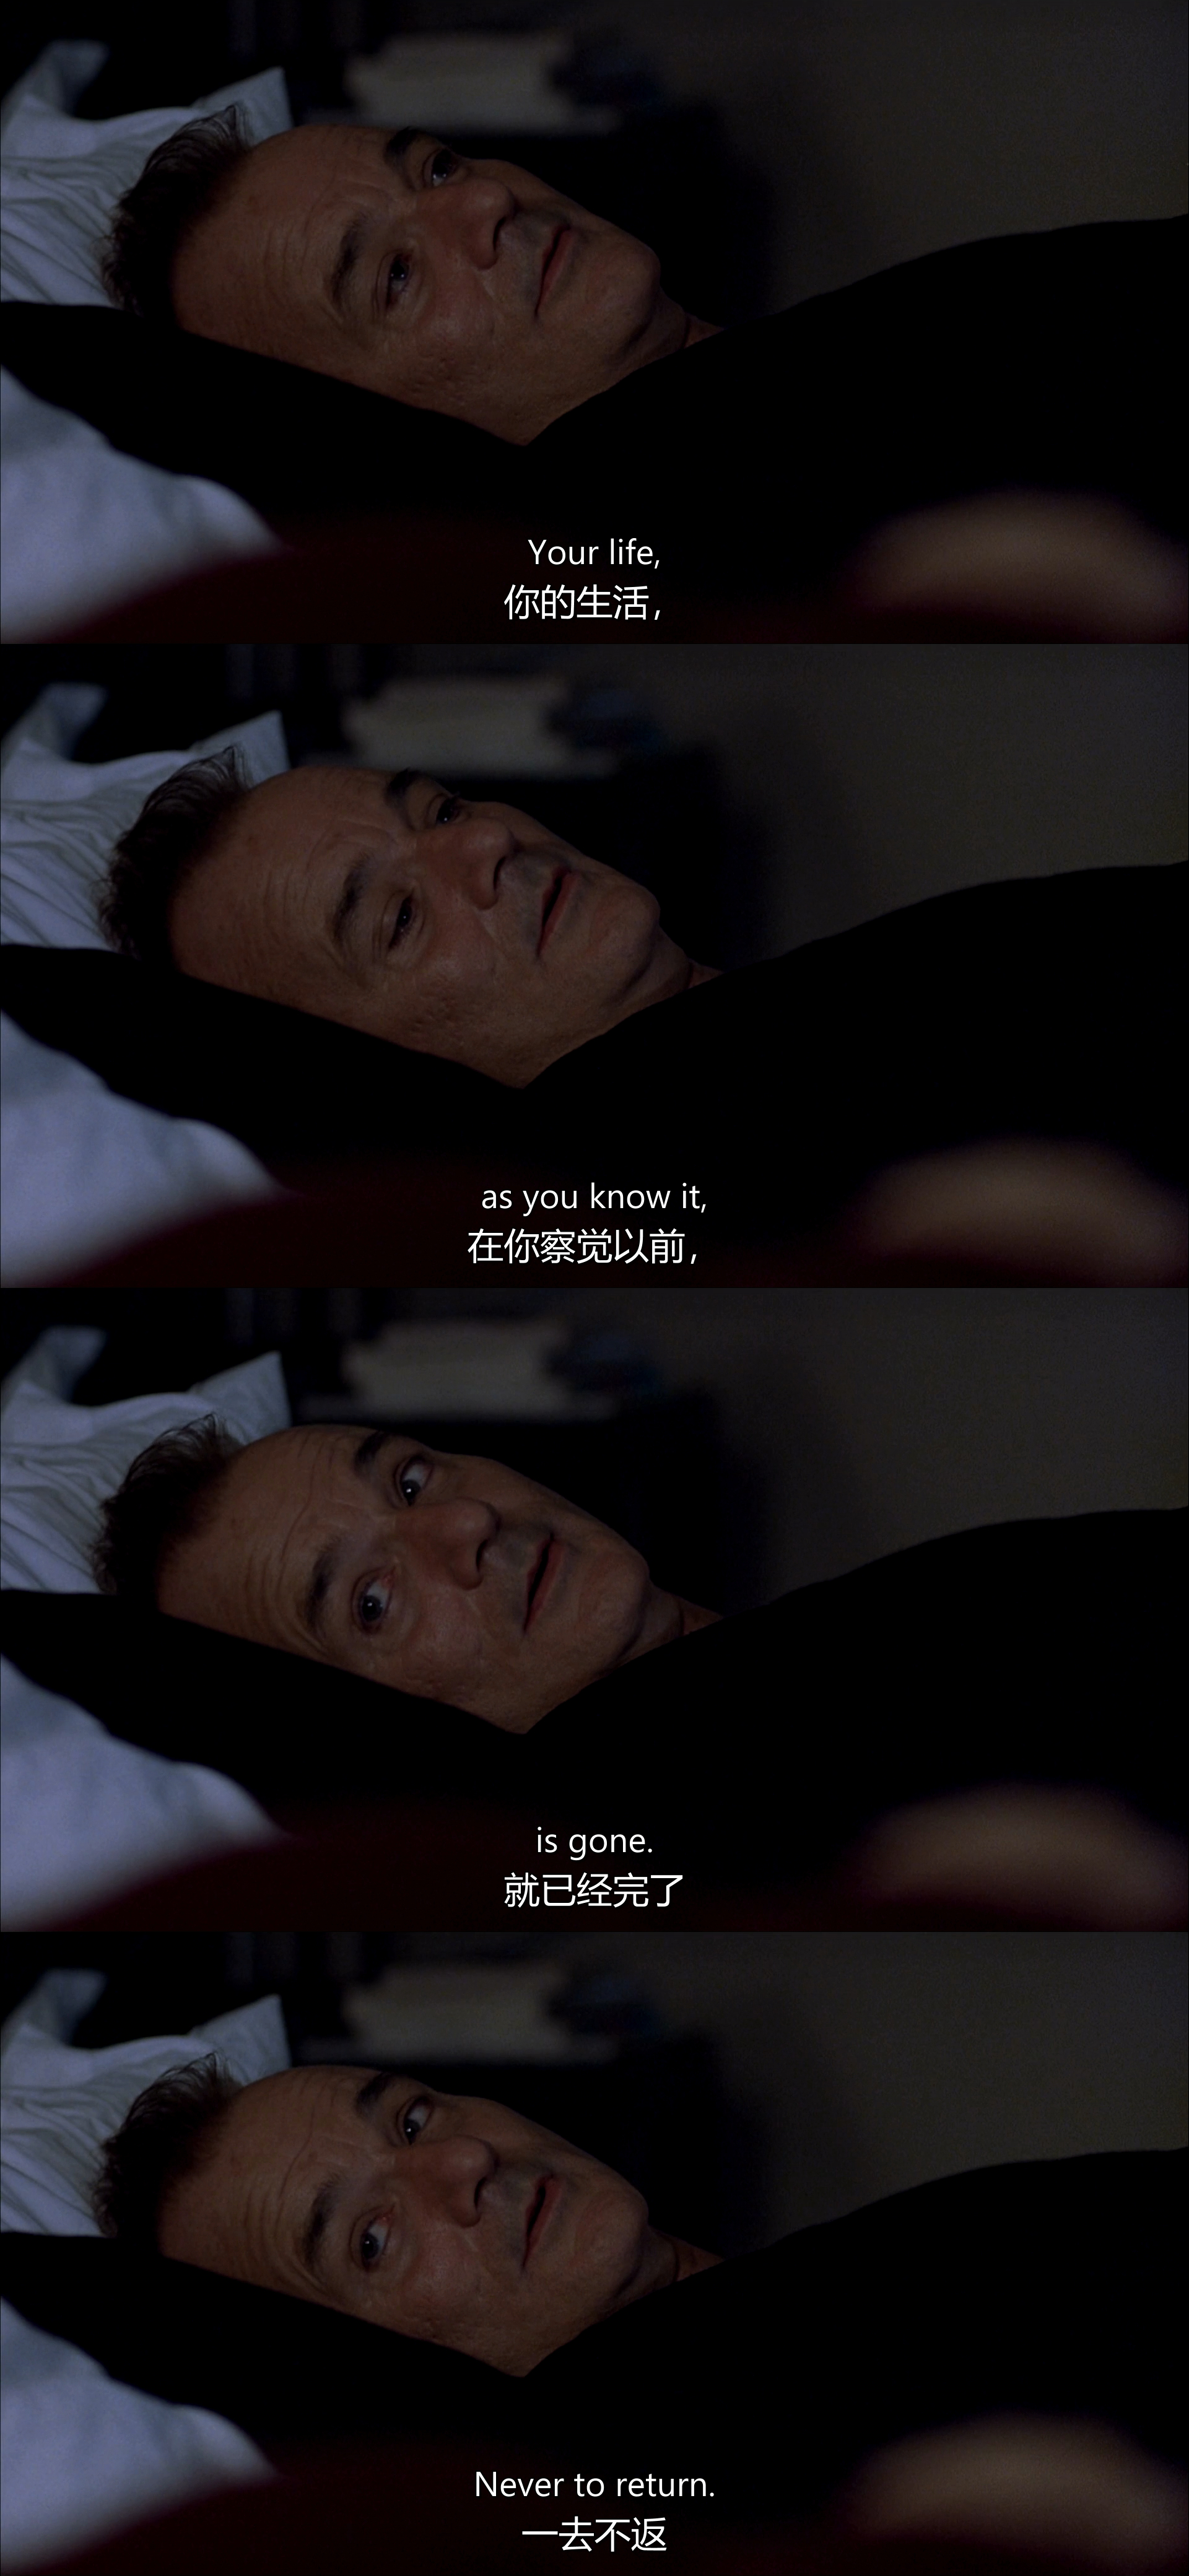 Your life,
你的生活，
as you know it,
在你察觉以前，
is gone.
就已经完了
Never to return.
一去不返